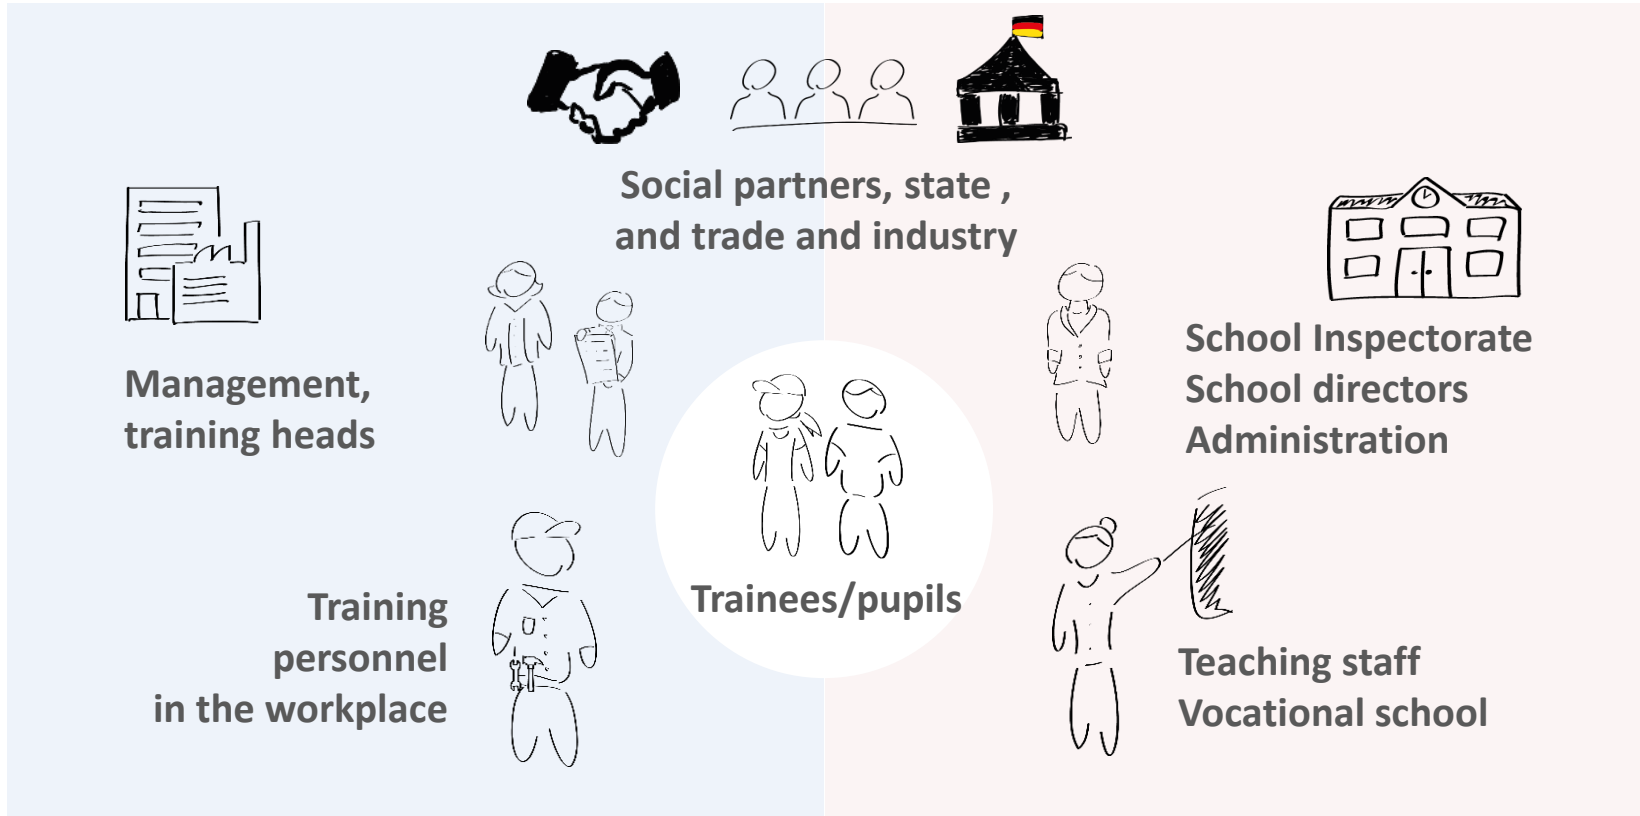 Social partners, state ,
and trade and industry
Management,
training heads
School Inspectorate
School directors
Administration
Trainees/pupils
Training
personnel
in the workplace
Teaching staff
Vocational school